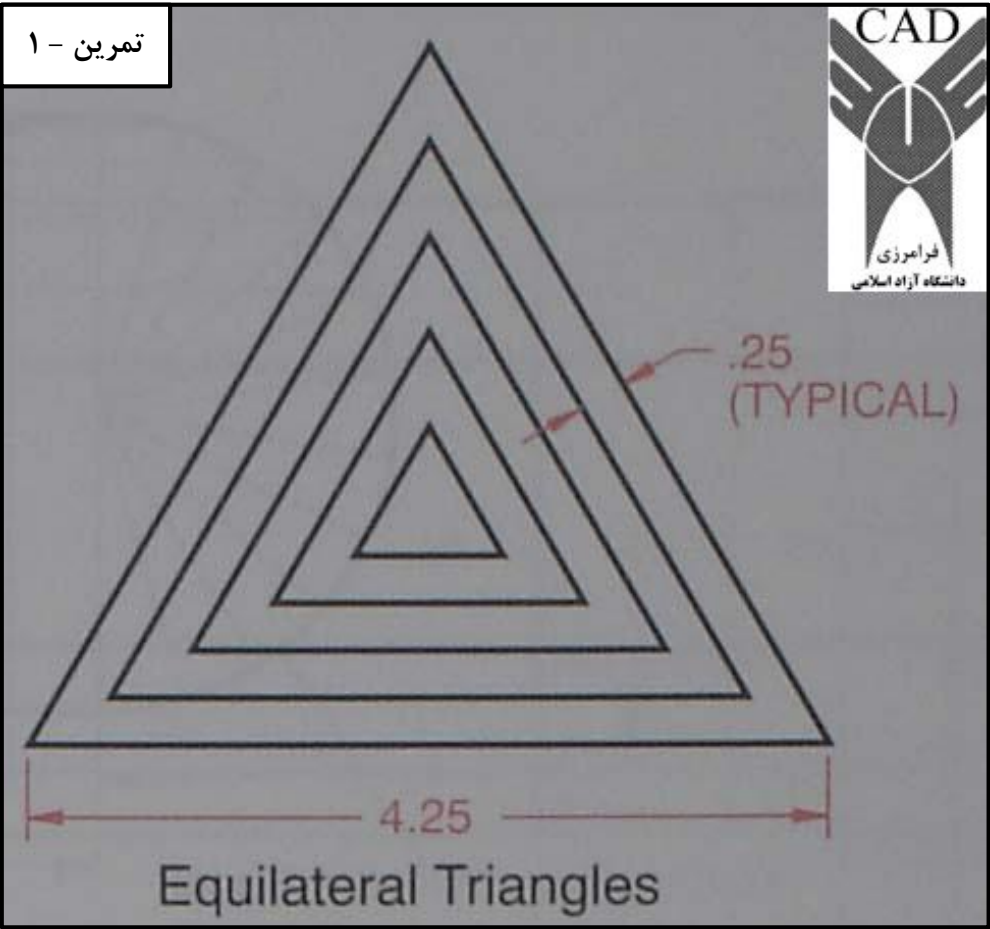 تمرین - ۱
CAD
فرامرزی
دانشگاه آزاد اسلامی
.25
(TYPICAL)
4.25
Equilateral Triangles